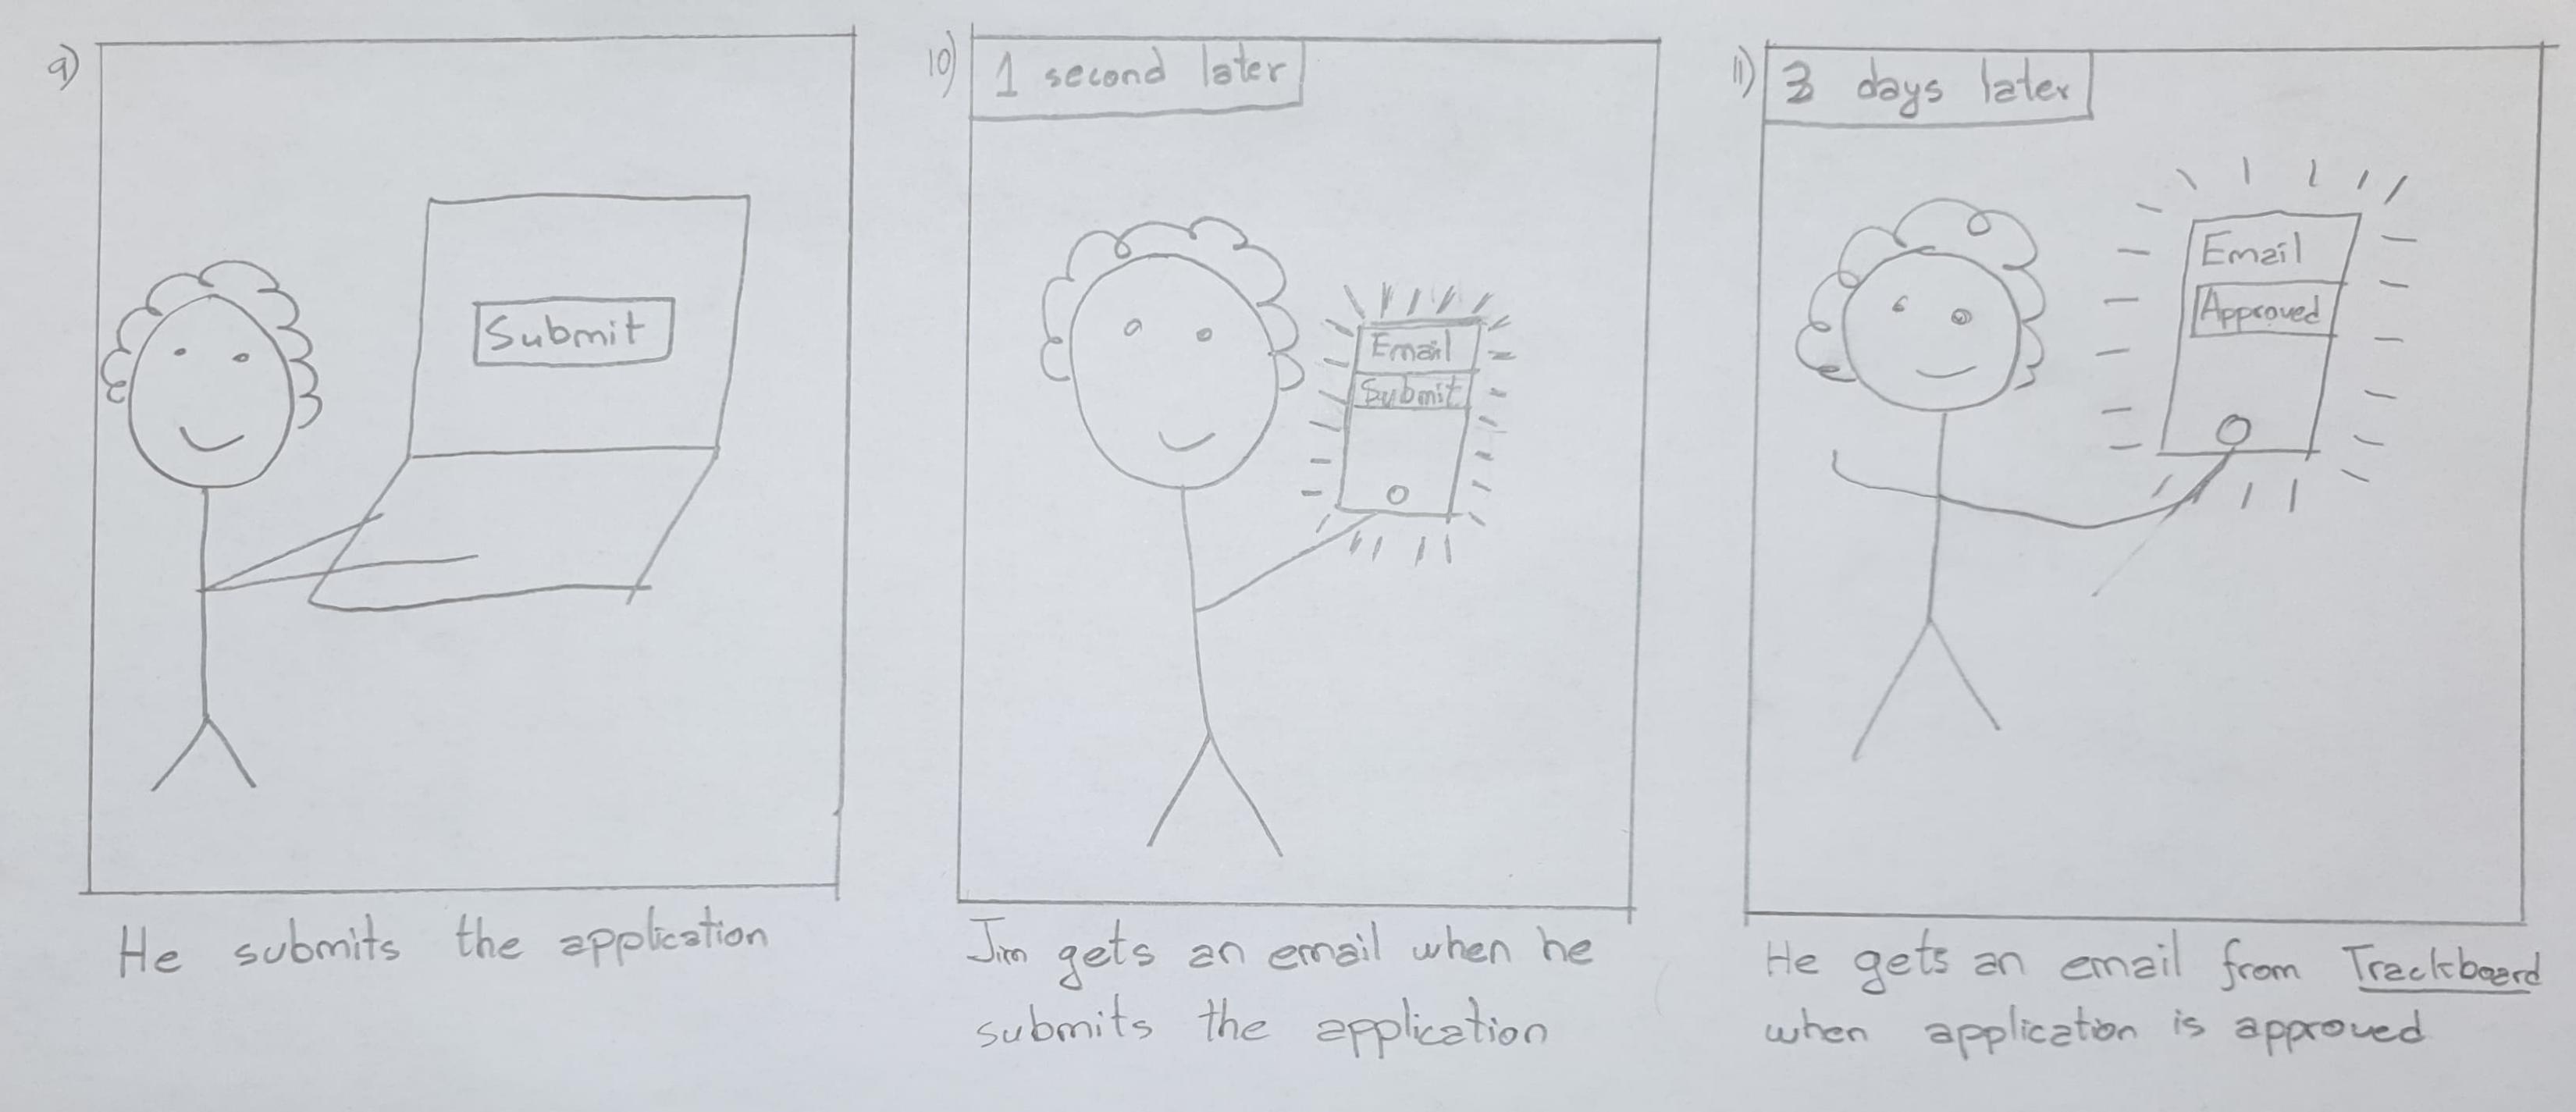 9)
Submit
He submits the application
10)
1 second later
Email
Submit
Jim gets an email when he
submits the application
11)
3 days later
Email
Approved
He gets an email from Trackboard
when application is approved